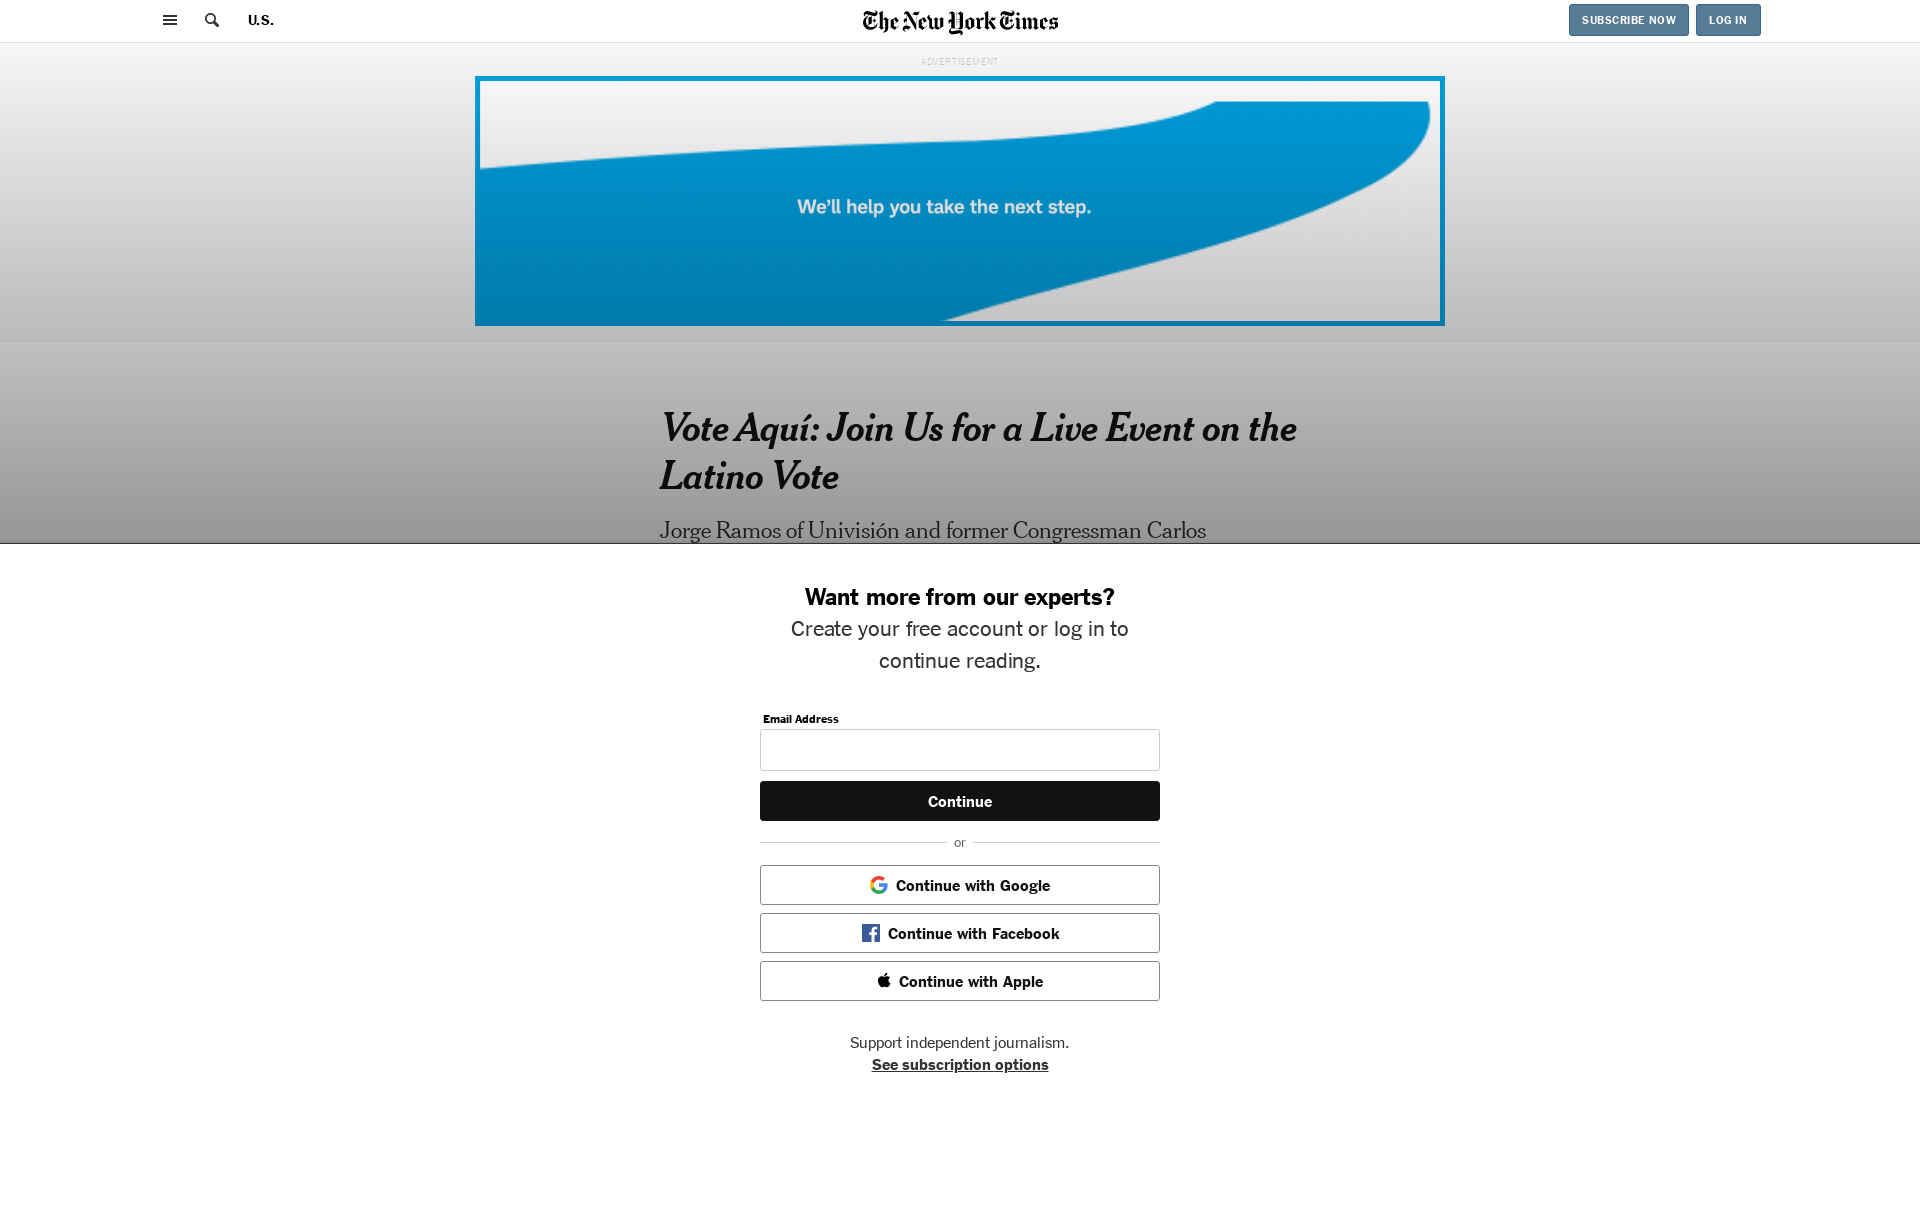 U.S.
The New York Times
SUBSCRIBE NOW
LOG IN
ADVERTISEMENT
We'll help you take the next step.
Vote Aquí: Join Us for a Live Event on the
Latino Vote
Jorge Ramos of Univisión and former Congressman Carlos
Want more from our experts?
Create your free account or log in to
continue reading.
Email Address
Continue
or
Continue with Google
Continue with Facebook
Continue with Apple
Support independent journalism.
See subscription options